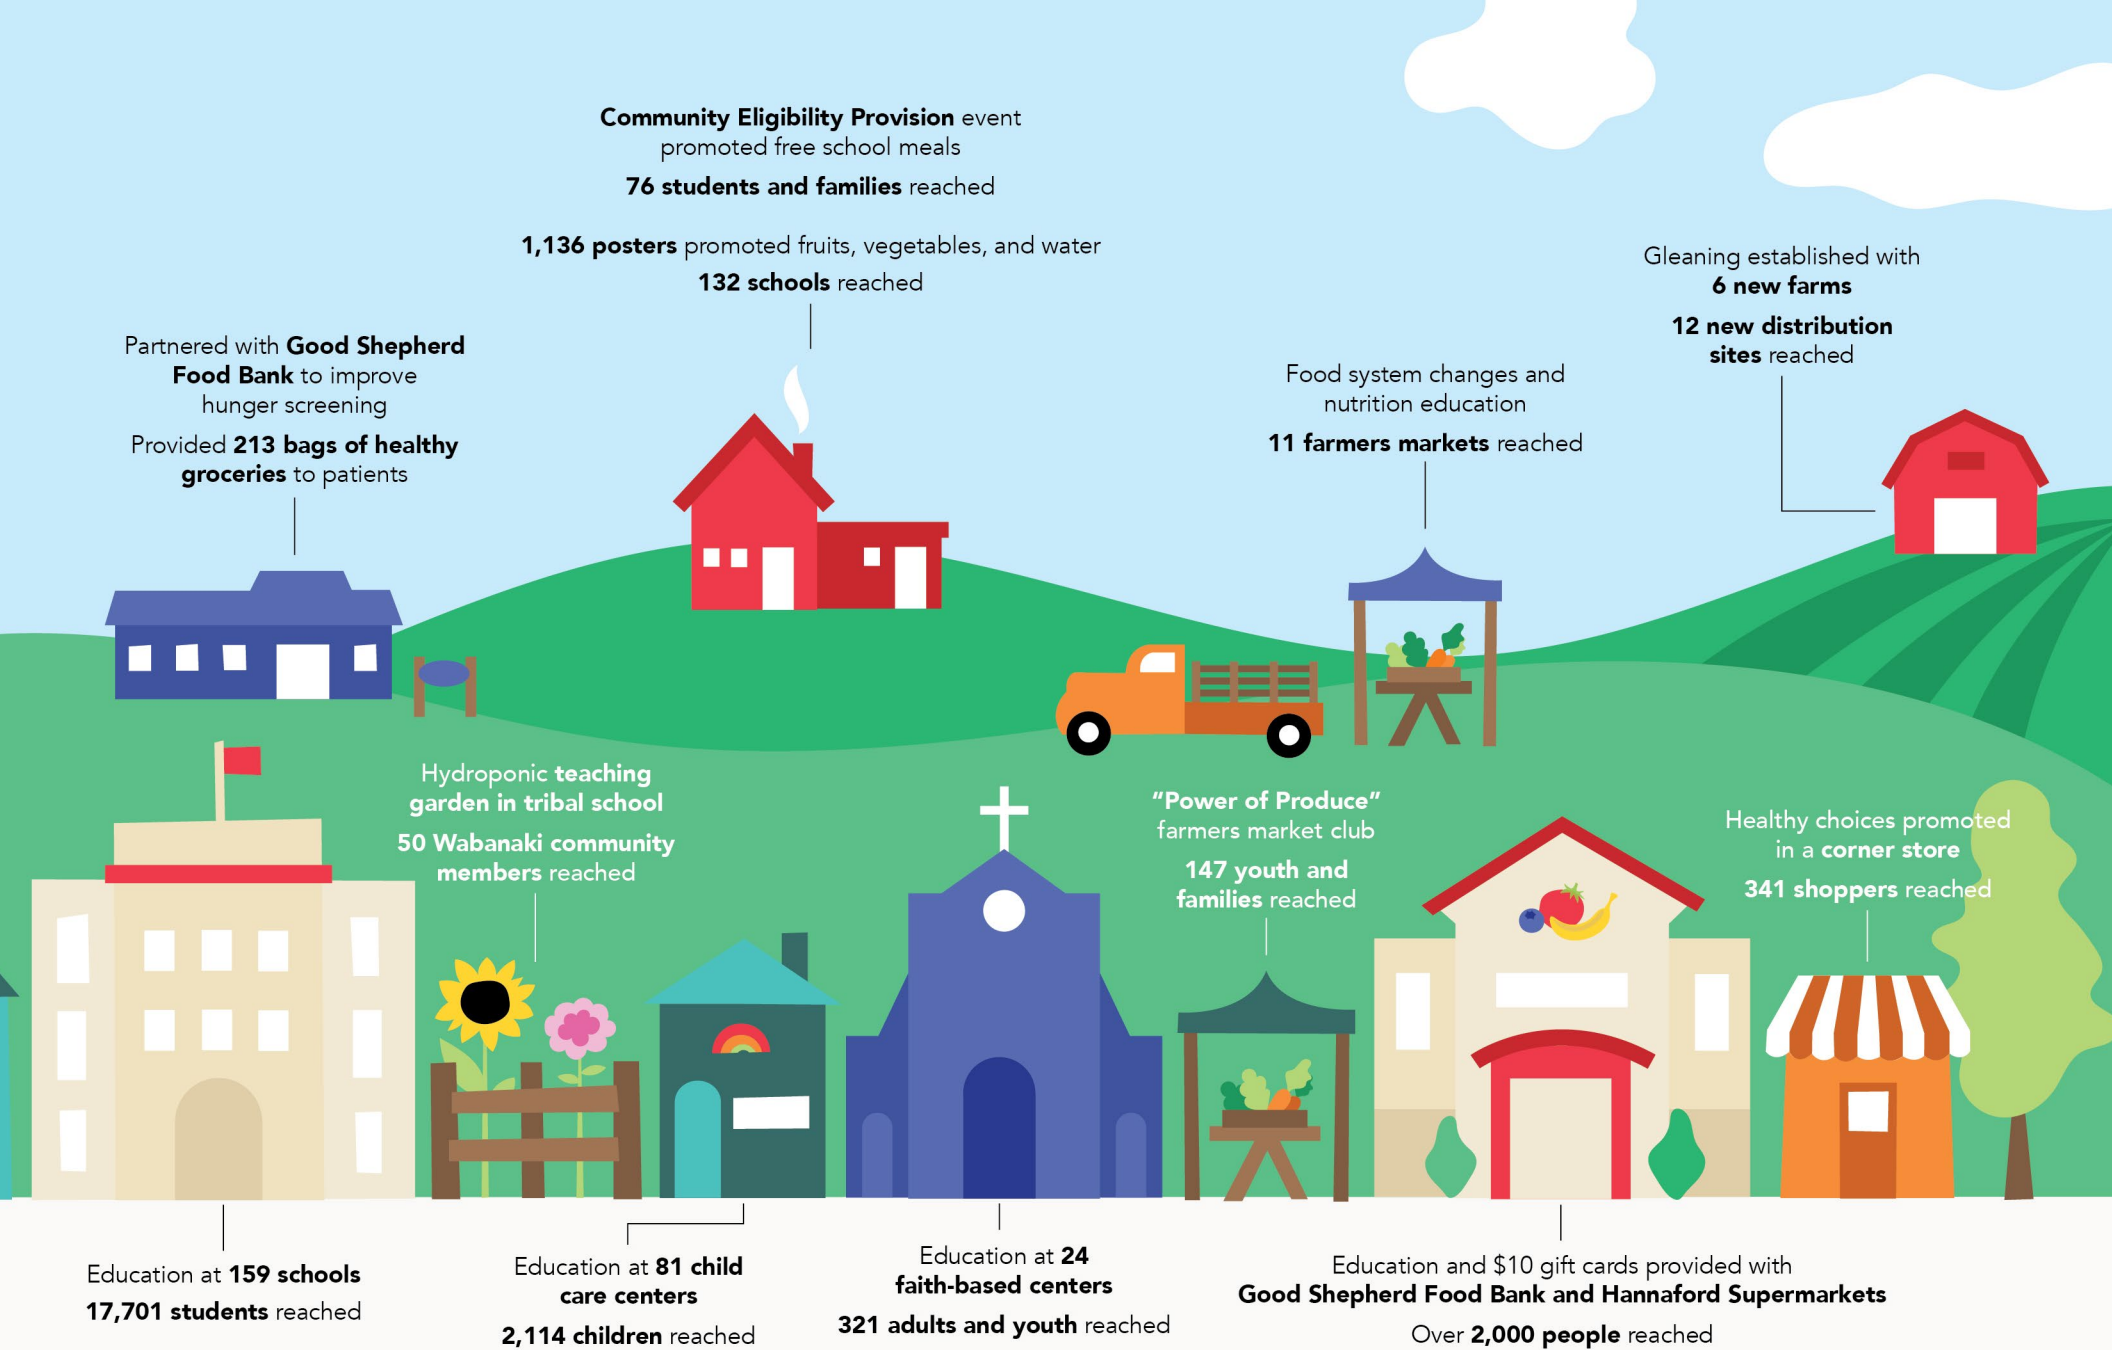 Community Eligibility Provision event
promoted free school meals
76 students and families reached
1,136 posters promoted fruits, vegetables, and water
132 schools reached
Gleaning established with
6 new farms
12 new distribution
sites reached
Partnered with Good Shepherd
Food Bank to improve
hunger screening
Provided 213 bags of healthy
groceries to patients
Food system changes and
nutrition education
11 farmers markets reached
Hydroponic teaching
garden in tribal school
50 Wabanaki community
members reached
“Power of Produce”
farmers market club
147 youth and
families reached
Healthy choices promoted
in a corner store
341 shoppers reached
Education at 159 schools
17,701 students reached
Education at 81 child
care centers
2,114 children reached
Education at 24
faith-based centers
321 adults and youth reached
Education and $10 gift cards provided with
Good Shepherd Food Bank and Hannaford Supermarkets
Over 2,000 people reached